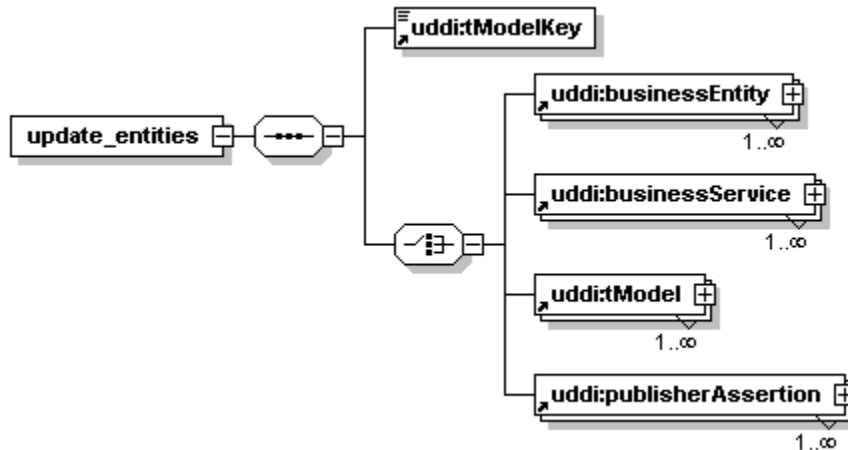 uddi:tModelKey
uddi:businessEntity
1..∞
update_entities
uddi:businessService
1..∞
uddi:tModel
1..∞
uddi:publisherAssertion
1..∞